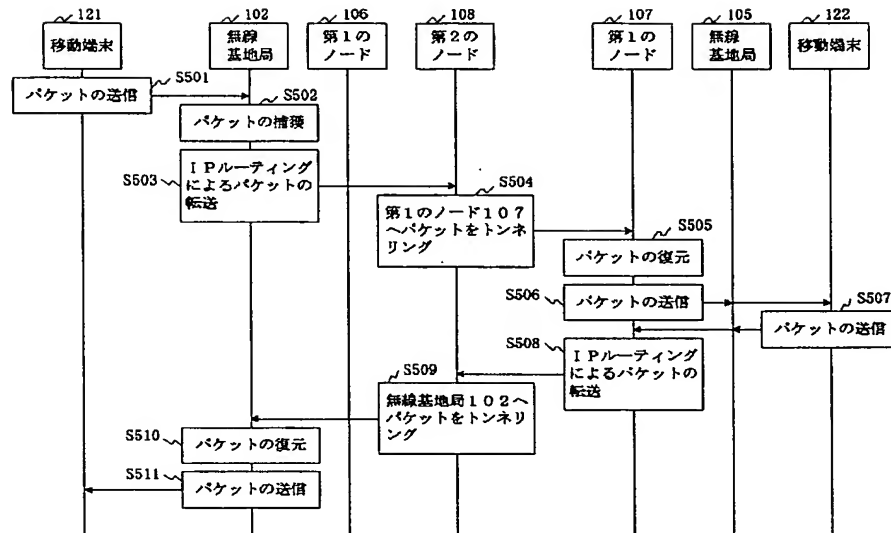 121
102
106
108
107
105
122
移動端末
無線
基地局
第1の
ノード
第2の
ノード
第1の
ノード
無線
基地局
移動端末
S501
パケットの送信
S502
パケットの捕獲
S503
IPルーティング
によるパケットの
転送
S504
第1のノード107
へパケットをトンネ
リング
S505
パケットの復元
S506
パケットの送信
S507
パケットの送信
S508
IPルーティング
によるパケットの
転送
S509
無線基地局102へ
パケットをトンネ
リング
S510
パケットの復元
S511
パケットの送信